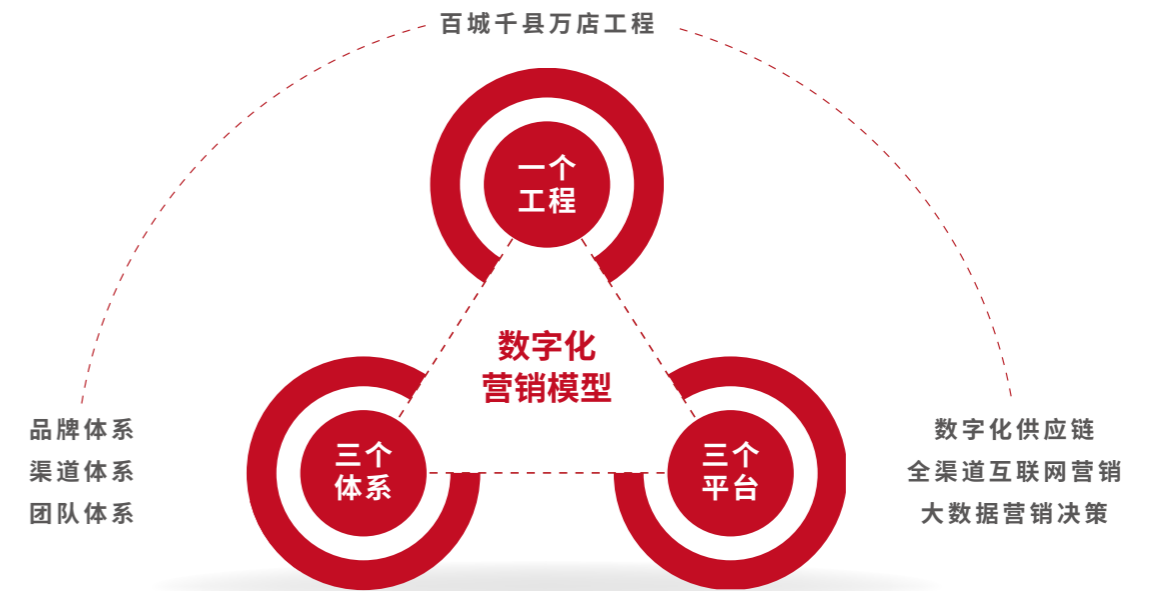 百城千县万店工程
一个
工程
数字化
营销模型
品牌体系
渠道体系
团队体系
三个
体系
三个
平台
数字化供应链
全渠道互联网营销
大数据营销决策